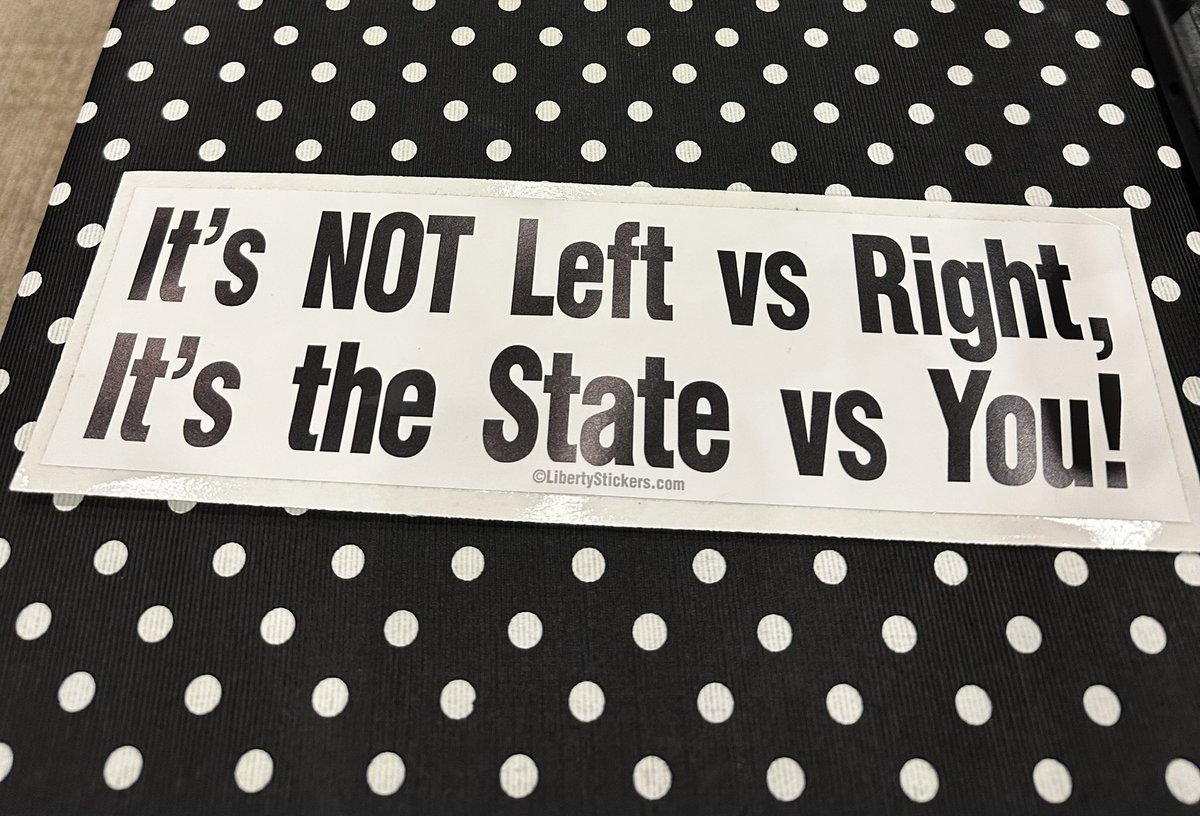 It's NOT Left vs Right,
It's the State vs You!
©LibertyStickers.com